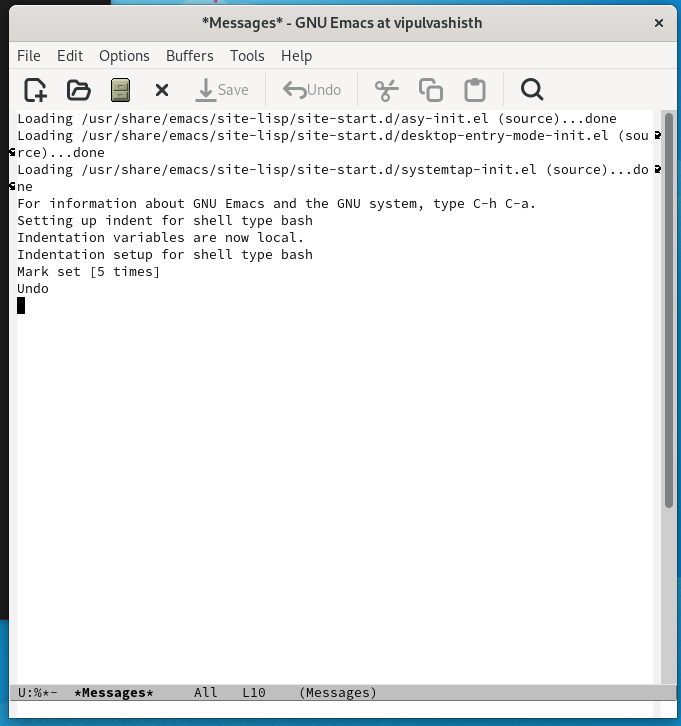 *Messages* - GNU Emacs at vipulvashisth
File Edit Options Buffers Tools Help
Save Undo
Loading /usr/share/emacs/site-lisp/site-start.d/asy-init.el (source)...done
Loading /usr/share/emacs/site-lisp/site-start.d/desktop-entry-mode-init.el (sou
rce)...done
Loading /usr/share/emacs/site-lisp/site-start.d/systemtap-init.el (source)...do
ne
For information about GNU Emacs and the GNU system, type C-h C-a.
Setting up indent for shell type bash
Indentation variables are now local.
Indentation setup for shell type bash
Mark set [5 times]
Undo
U:%*- *Messages* All L10 (Messages)